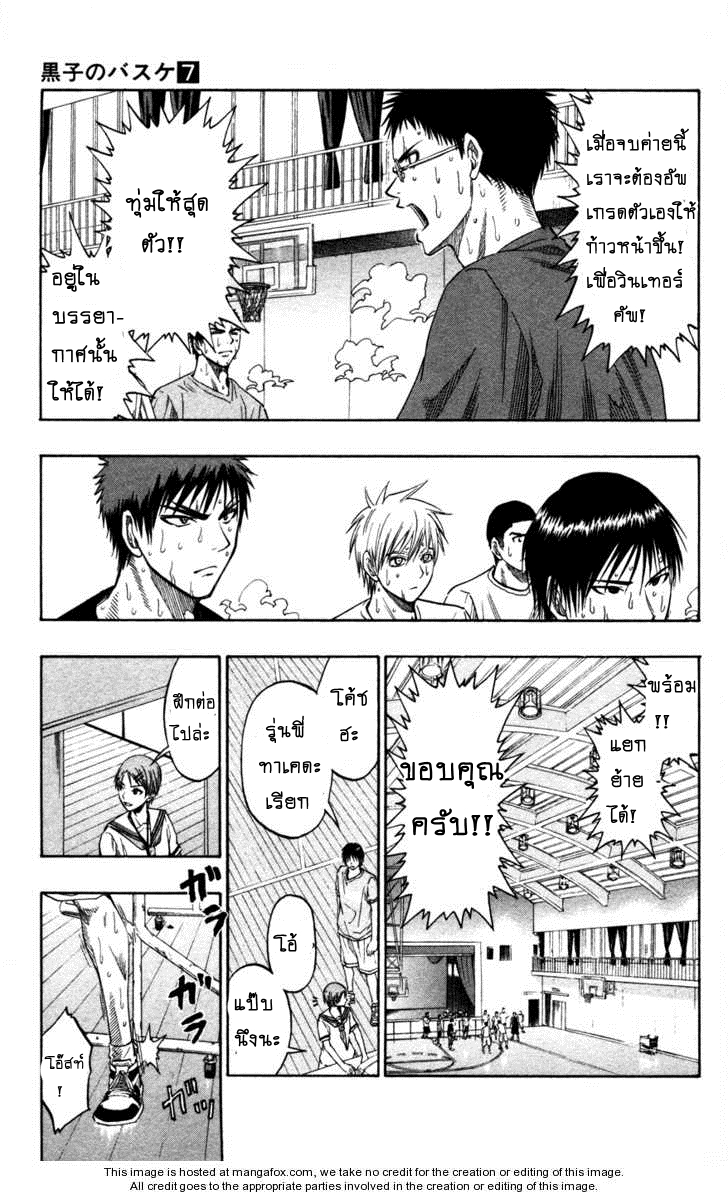 黒子のバスケ7
เมื่อจบค่ายนี้
เราจะต้องอัพ
เกรดตัวเองให้
ก้าวหน้าขึ้น!
เพื่อวินเทอร์
คัพ!
ทุ่มให้สุด
ตัว!!
อยู่ใน
บรรยา-
กาศนั้น
ให้ได้!
พร้อม
!!
แยก
ย้าย
ได้!
ขอบคุณ
ครับ!!
โค้ช
ฮะ
รุ่นพี่
ทาเคดะ
เรียก
โอ้
แป๊บ
นึงนะ
ฝึกต่อ
ไปล่ะ
ガラ
ガラ
ガッ
โอ๊สท์
!
This image is hosted at mangafox.com, we take no credit for the creation or editing of this image.
All credit goes to the appropriate parties involved in the creation or editing of this image.